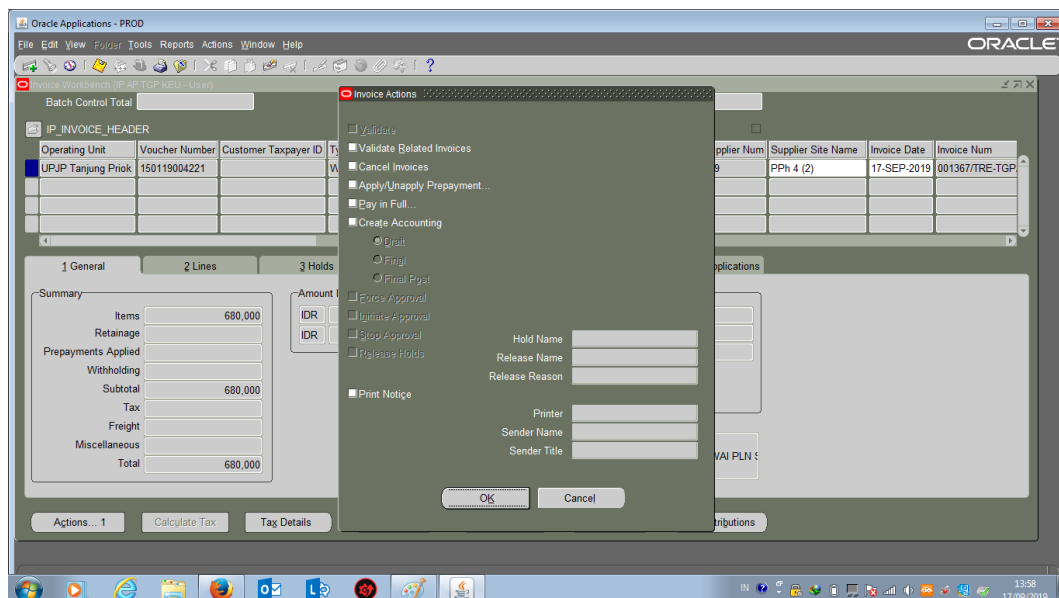 Oracle Applications - PROD
File Edit View Folder Tools Reports Actions Window Help
ORACLE
Invoice Workbench (IP AP TGP KEU - User)
Batch Control Total
Invoice Actions
IP_INVOICE_HEADER
Operating Unit Voucher Number Customer Taxpayer ID Supplier Num Supplier Site Name Invoice Date Invoice Num
UPJP Tanjung Priok 150119004221 W 9 PPh 4 (2) 17-SEP-2019 001367/TRE-TGP
1 General 2 Lines 3 Holds
Summary
Items 680,000
Retainage
Prepayments Applied
Withholding
Subtotal 680,000
Tax
Freight
Miscellaneous
Total 680,000
Amount
IDR
IDR
Validate
Validate Related Invoices
Cancel Invoices
Apply/Unapply Prepayment...
Pay in Full...
Create Accounting
Draft
Final
Final Post
Force Approval
Initiate Approval
Stop Approval
Release Holds
Hold Name
Release Name
Release Reason
Print Notice
Printer
Sender Name
Sender Title
OK Cancel
WAI PLN S
Actions... 1 Calculate Tax Tax Details
IN
13:58
17/09/2019